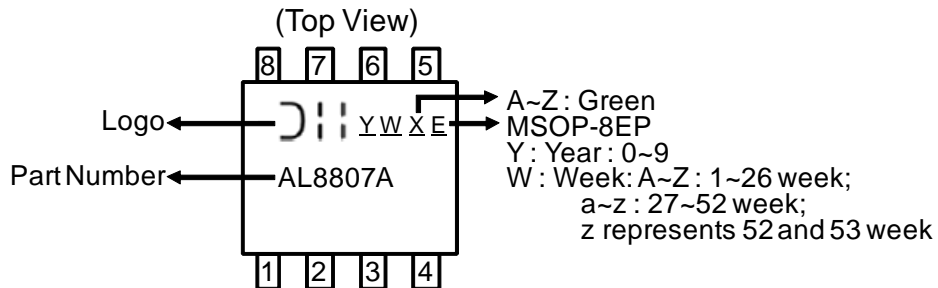 (Top View)
8 7 6 5
Logo
Y W X E
A~Z : Green
MSOP-8EP
Y : Year : 0~9
Part Number
AL8807A
W : Week: A~Z : 1~26 week;
a~z : 27~52 week;
z represents 52 and 53 week
1 2 3 4